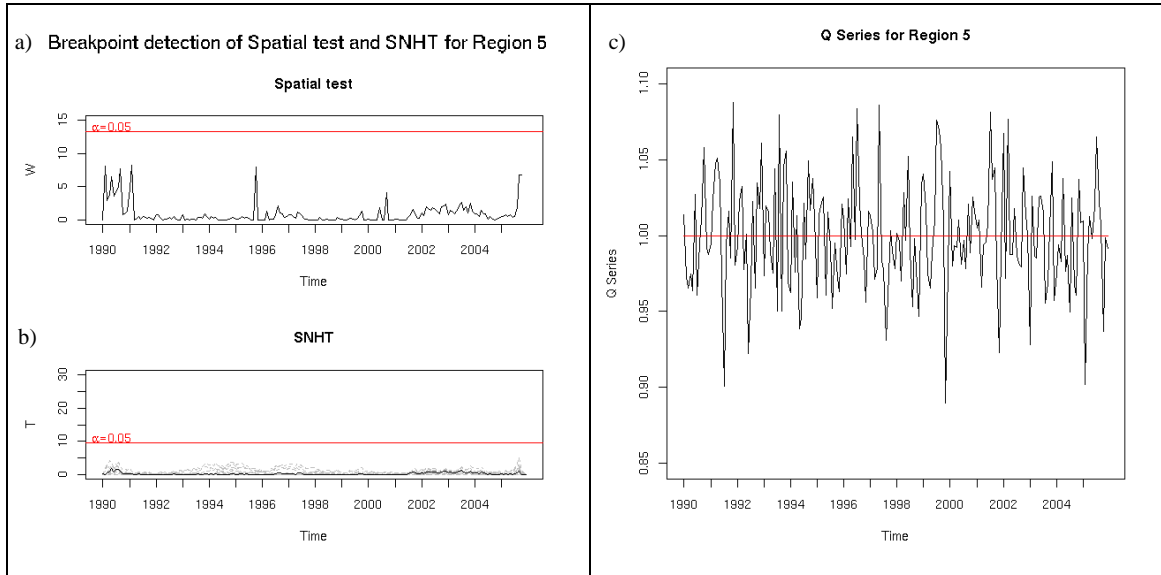 a) Breakpoint detection of Spatial test and SNHT for Region 5
Spatial test
15
10
5
0
W
α=0.05
1990 1992 1994 1996 1998 2000 2002 2004
Time
b)
SNHT
30
20
10
0
T
α=0.05
1990 1992 1994 1996 1998 2000 2002 2004
Time
c)
Q Series for Region 5
1.10
1.05
1.00
0.95
0.90
0.85
Q Series
1990 1992 1994 1996 1998 2000 2002 2004
Time